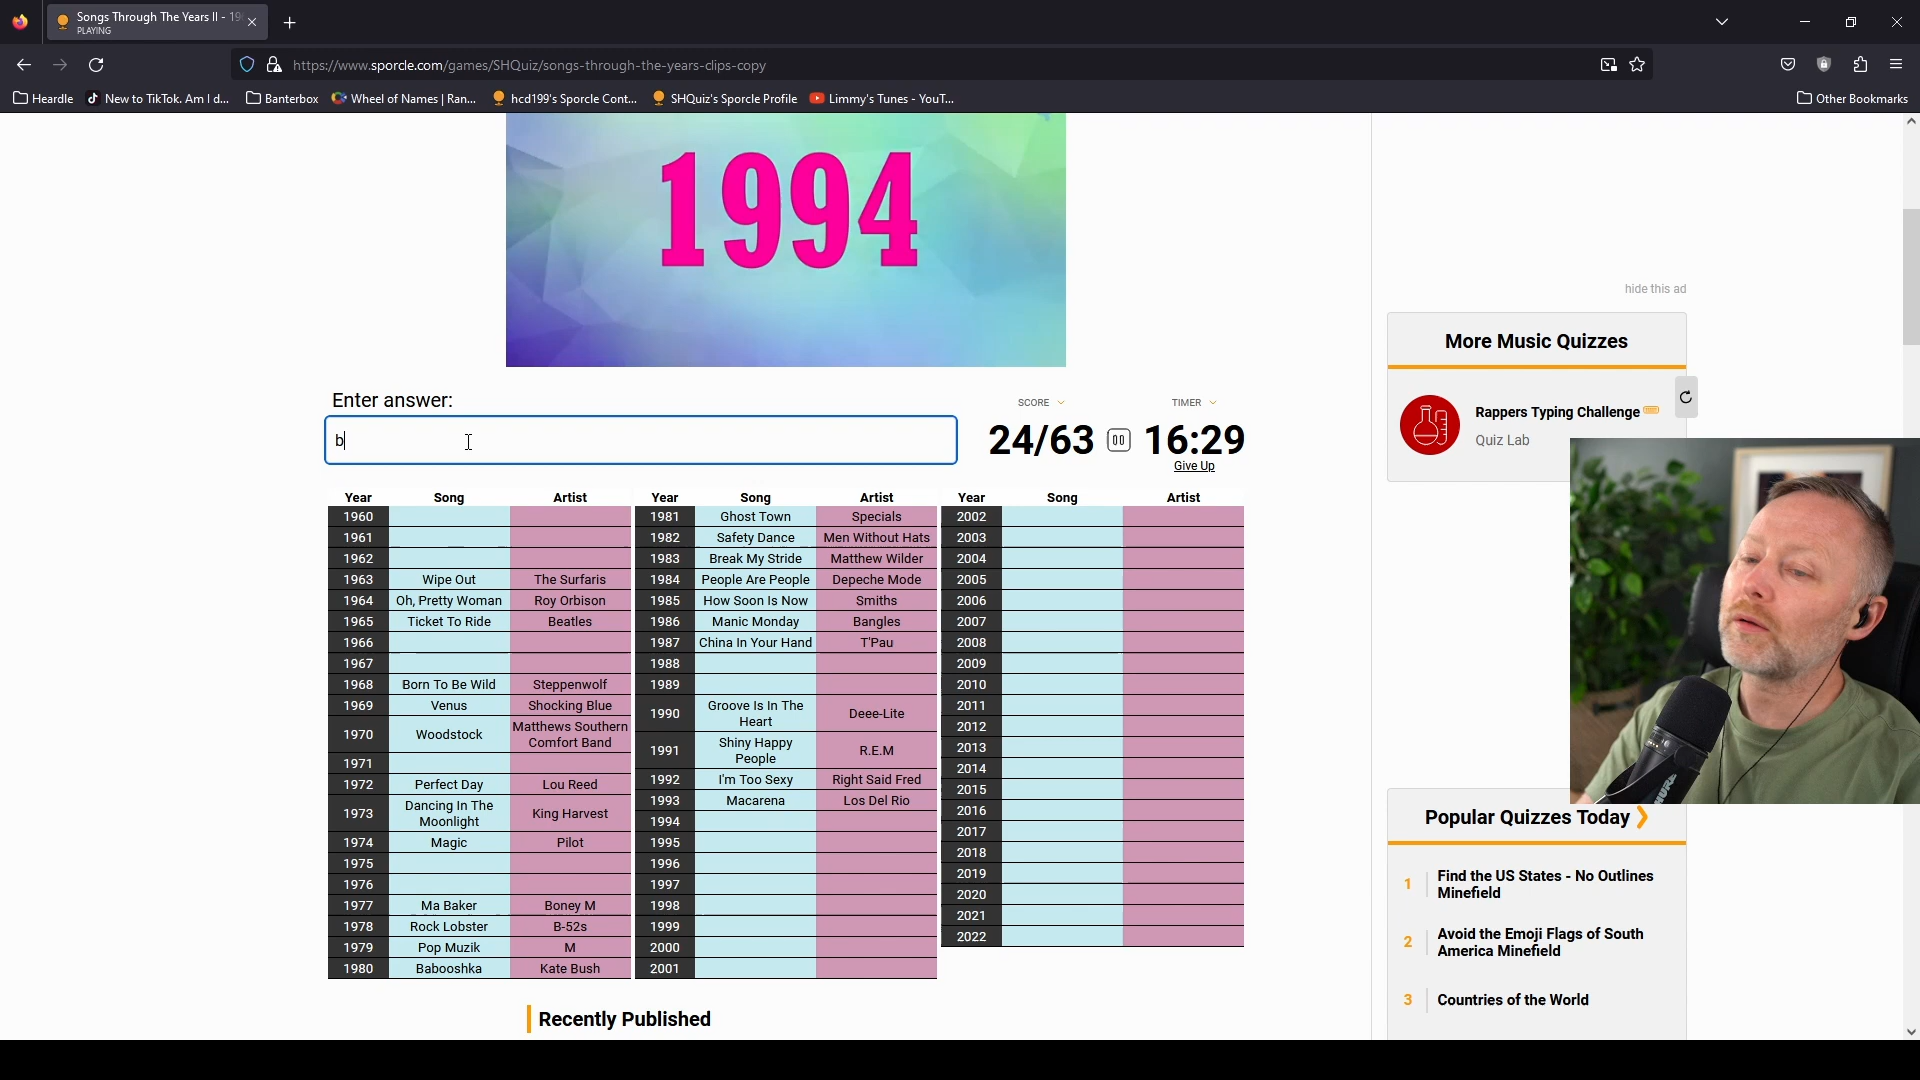 Songs Through The Years II - 19
PLAYING
https://www.sporcle.com/games/SHQuiz/songs-through-the-years-clips-copy
Heardle
New to TikTok. Am I d...
Banterbox
Wheel of Names | Ran...
hcd199's Sporcle Cont...
SHQuiz's Sporcle Profile
Limmy's Tunes - YouT...
Other Bookmarks
1994
hide this ad
More Music Quizzes
Rappers Typing Challenge
Quiz Lab
Enter answer:
b
SCORE
24/63
TIMER
16:29
Give Up
Year Song Artist
1960
1961
1962
1963 Wipe Out The Surfaris
1964 Oh, Pretty Woman Roy Orbison
1965 Ticket To Ride Beatles
1966
1967
1968 Born To Be Wild Steppenwolf
1969 Venus Shocking Blue
1970 Woodstock Matthews Southern
Comfort Band
1971
1972 Perfect Day Lou Reed
1973 Dancing In The
Moonlight King Harvest
1974 Magic Pilot
1975
1976
1977 Ma Baker Boney M
1978 Rock Lobster B-52s
1979 Pop Muzik M
1980 Babooshka Kate Bush
Year Song Artist
1981 Ghost Town Specials
1982 Safety Dance Men Without Hats
1983 Break My Stride Matthew Wilder
1984 People Are People Depeche Mode
1985 How Soon Is Now Smiths
1986 Manic Monday Bangles
1987 China In Your Hand T'Pau
1988
1989
1990 Groove Is In The
Heart Deee-Lite
1991 Shiny Happy
People R.E.M
1992 I'm Too Sexy Right Said Fred
1993 Macarena Los Del Rio
1994
1995
1996
1997
1998
1999
2000
2001
Year Song Artist
2002
2003
2004
2005
2006
2007
2008
2009
2010
2011
2012
2013
2014
2015
2016
2017
2018
2019
2020
2021
2022
Popular Quizzes Today
1 Find the US States - No Outlines
Minefield
2 Avoid the Emoji Flags of South
America Minefield
3 Countries of the World
Recently Published